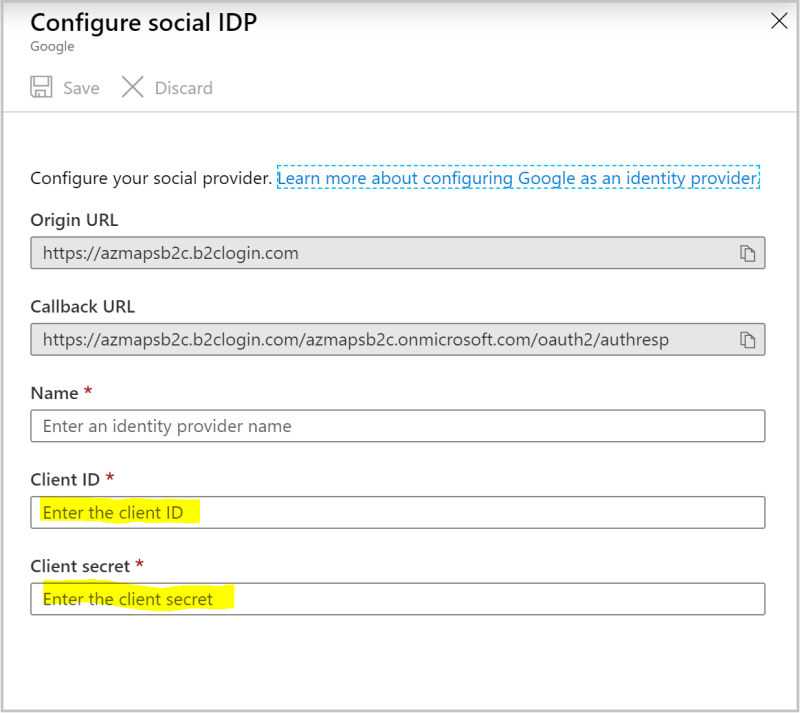 Configure social IDP
Google
Save Discard
Configure your social provider. Learn more about configuring Google as an identity provider.
Origin URL
https://azmapsb2c.b2clogin.com
Callback URL
https://azmapsb2c.b2clogin.com/azmapsb2c.onmicrosoft.com/oauth2/authresp
Name *
Enter an identity provider name
Client ID *
Enter the client ID
Client secret *
Enter the client secret